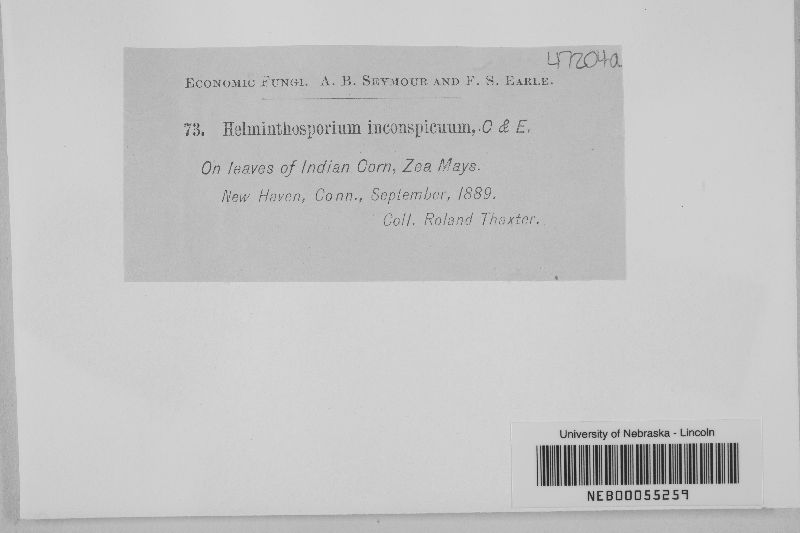 47204a
Economic Fungi. A. B. Seymour and F. S. Earle.
73. Helminthosporium inconspicuum, C & E.
On leaves of Indian Corn, Zea Mays.
New Haven, Conn., September, 1889.
Coll. Roland Thaxter.
University of Nebraska - Lincoln
NEB00055259